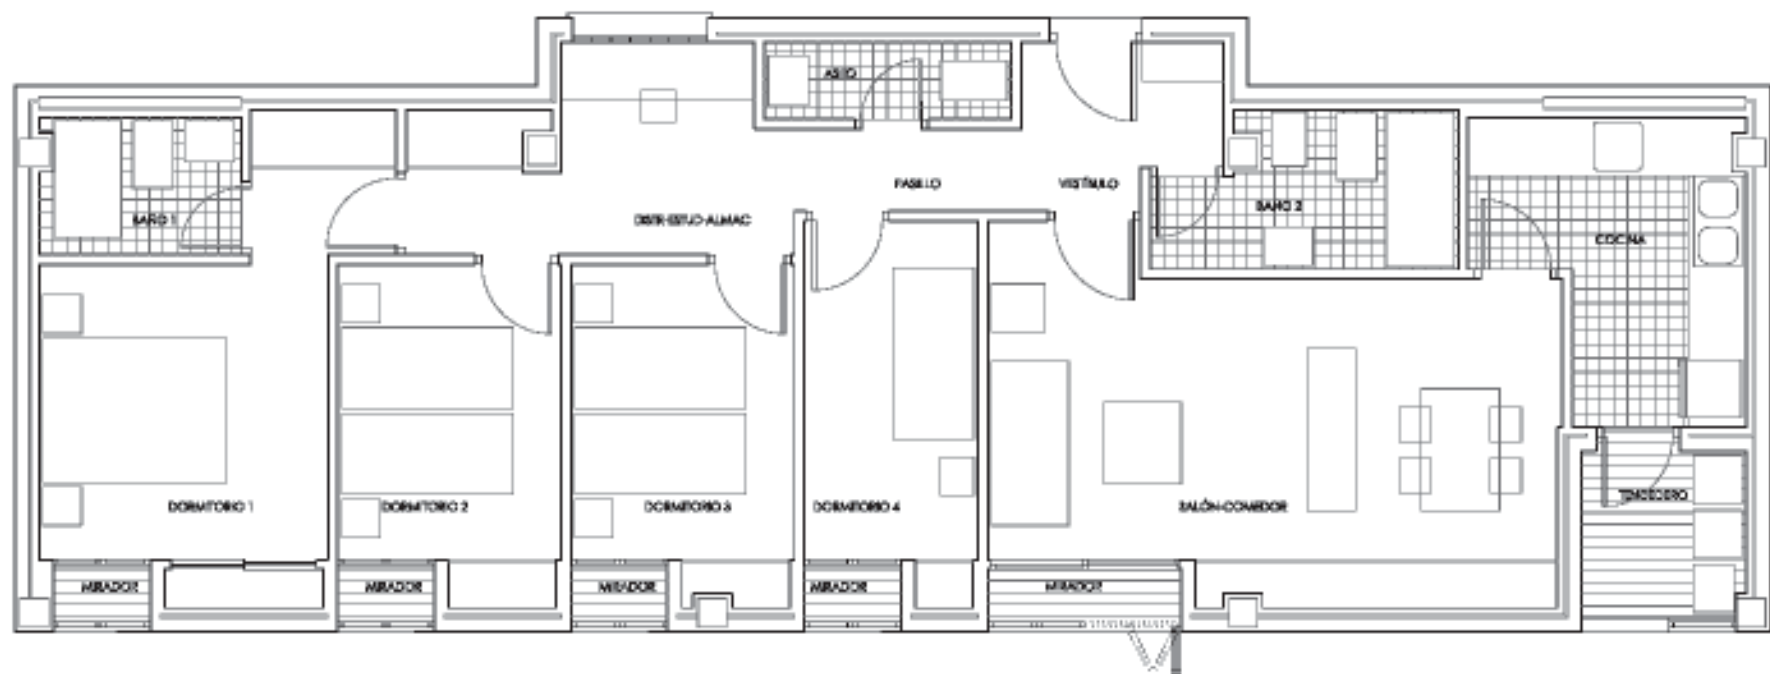 ASEO
PASILLO
VESTÍBULO
BAÑO 1
DISTR-ESTUD-ALMAC
BAÑO 2
COCINA
DORMITORIO 1
DORMITORIO 2
DORMITORIO 3
DORMITORIO 4
SALÓN-COMEDOR
TENDEDERO
MIRADOR
MIRADOR
MIRADOR
MIRADOR
MIRADOR